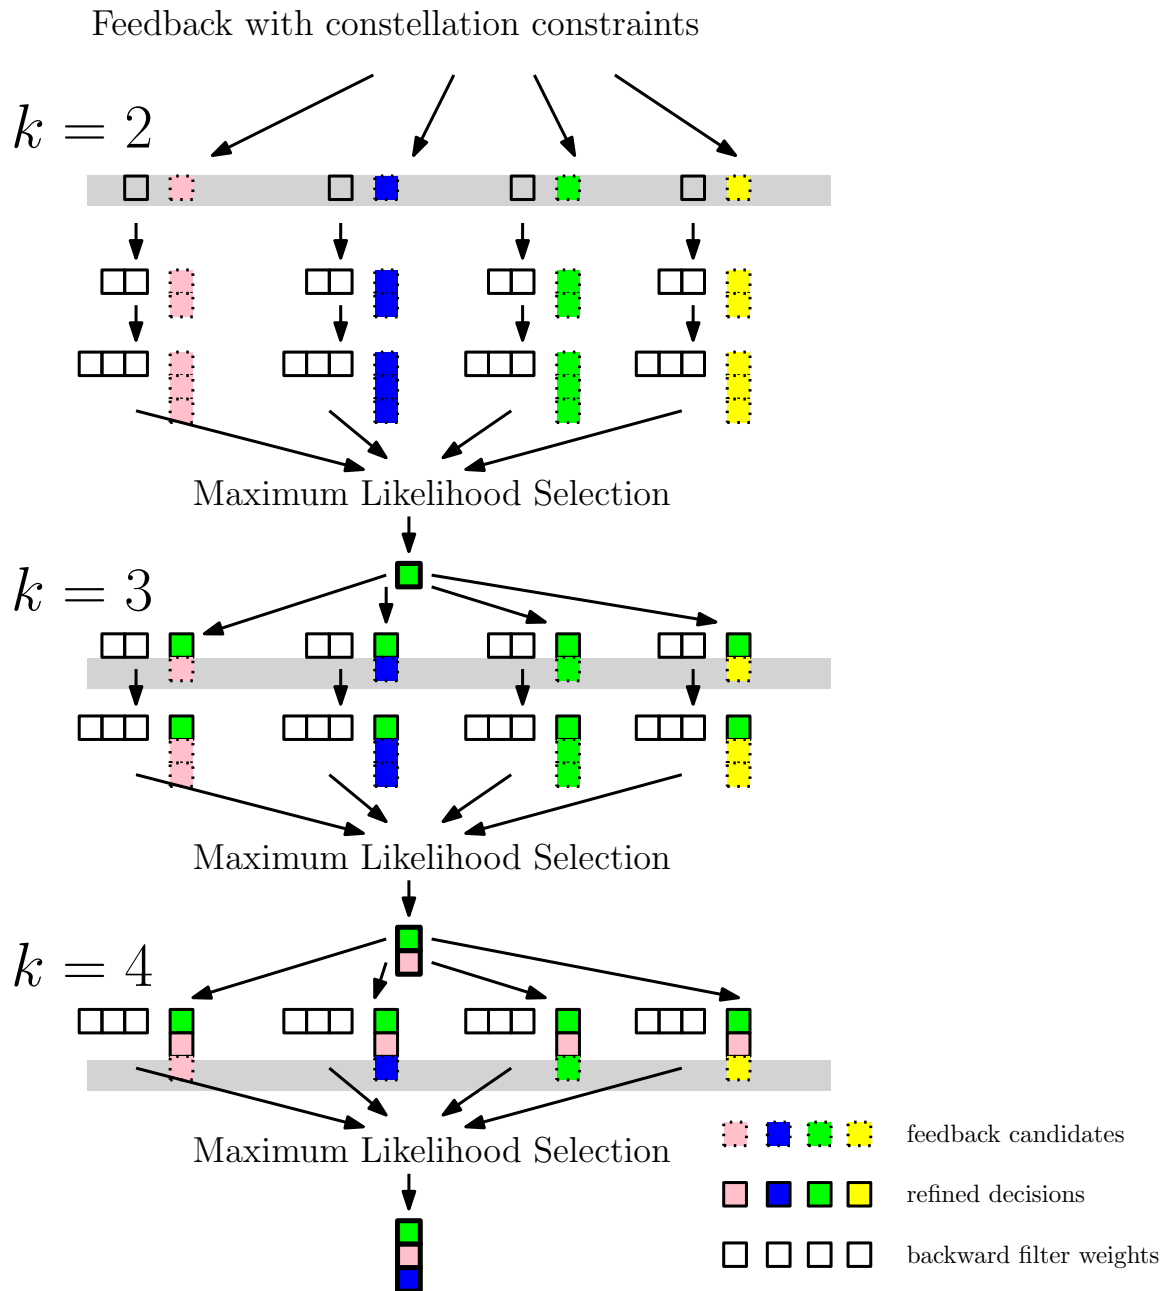 Feedback with constellation constraints
k = 2
Maximum Likelihood Selection
k = 3
Maximum Likelihood Selection
k = 4
Maximum Likelihood Selection
feedback candidates
refined decisions
backward filter weights